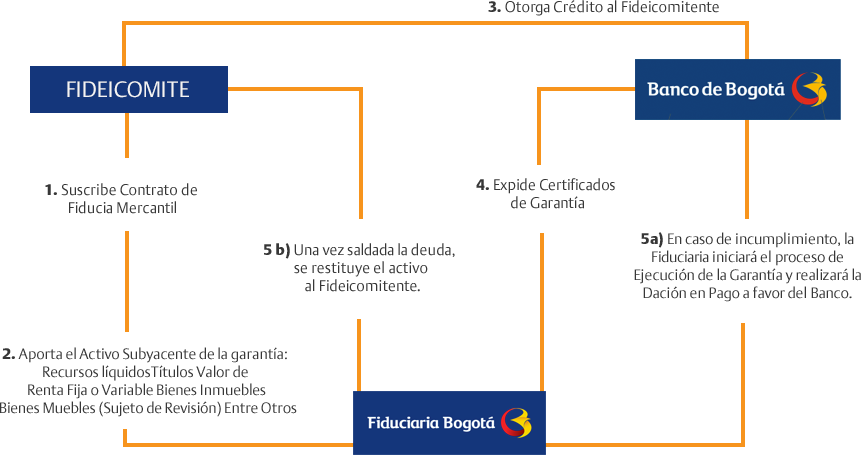 3. Otorga Crédito al Fideicomitente
FIDEICOMITE
Banco de Bogotá
1. Suscribe Contrato de
Fiducia Mercantil
4. Expide Certificados
de Garantía
5 b) Una vez saldada la deuda,
se restituye el activo
al Fideicomitente.
5a) En caso de incumplimiento, la
Fiduciaria iniciará el proceso de
Ejecución de la Garantía y realizará la
Dación en Pago a favor del Banco.
2. Aporta el Activo Subyacente de la garantía:
Recursos líquidosTítulos Valor de
Renta Fija o Variable Bienes Inmuebles
Bienes Muebles (Sujeto de Revisión) Entre Otros
Fiduciaria Bogotá